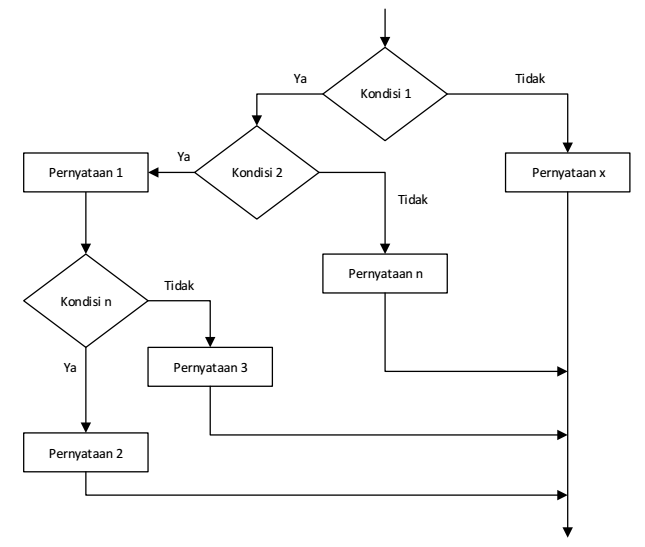 Kondisi 1
Ya
Tidak
Kondisi 2
Ya
Tidak
Pernyataan 1
Pernyataan x
Pernyataan n
Kondisi n
Tidak
Ya
Pernyataan 3
Pernyataan 2